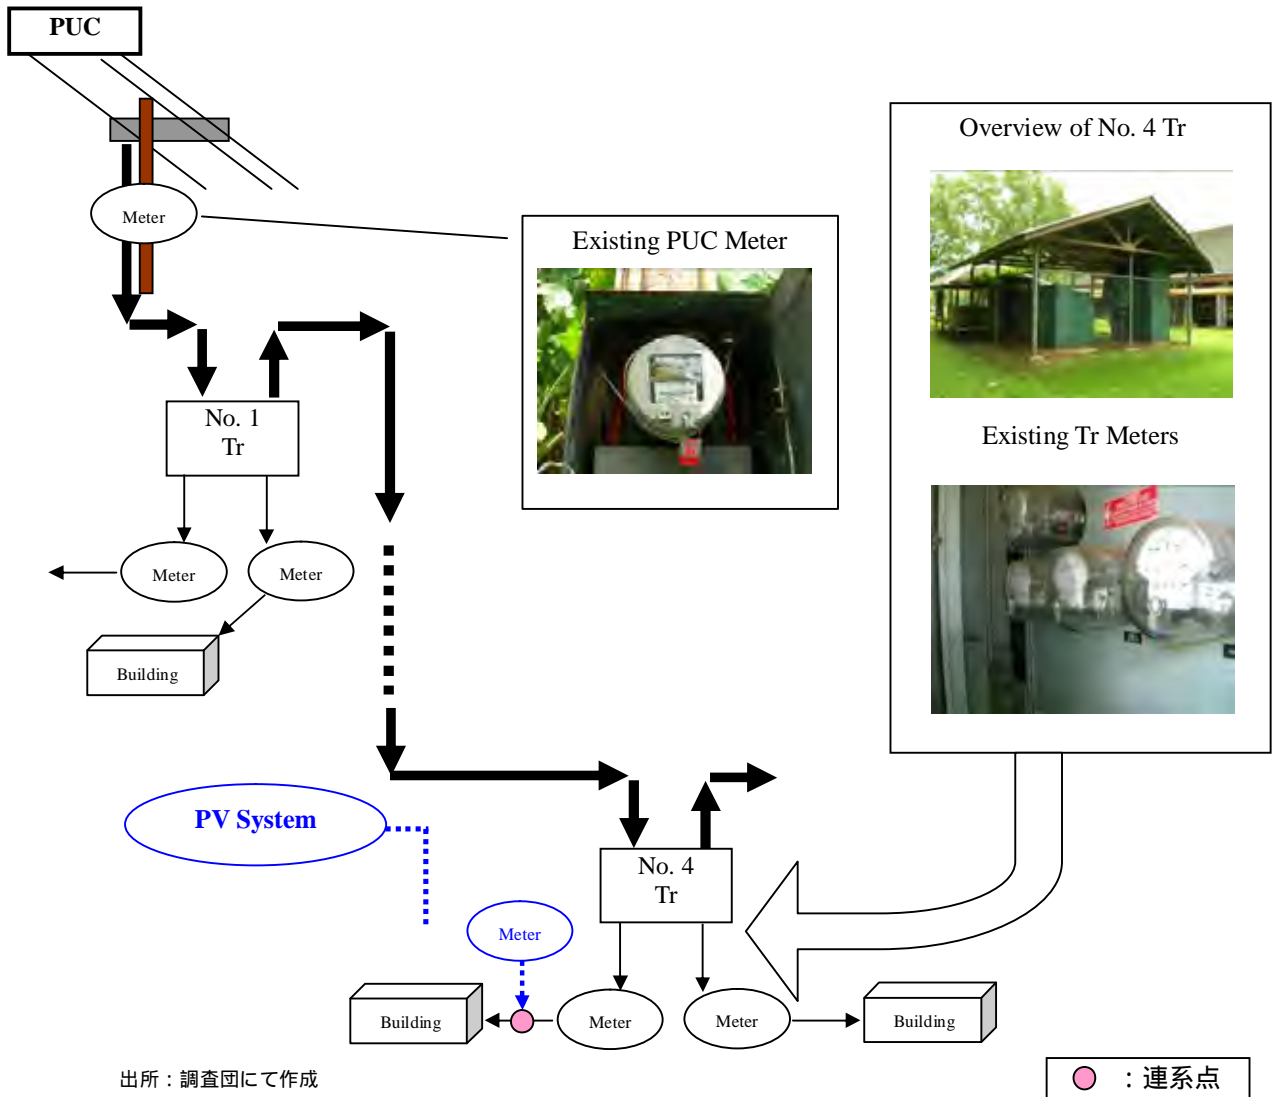 PUC
Meter
Existing PUC Meter
Overview of No. 4 Tr
Existing Tr Meters
No. 1
Tr
Meter
Meter
Building
PV System
No. 4
Tr
Meter
Building
Meter
Meter
Building
出所：調査団にて作成
：連系点